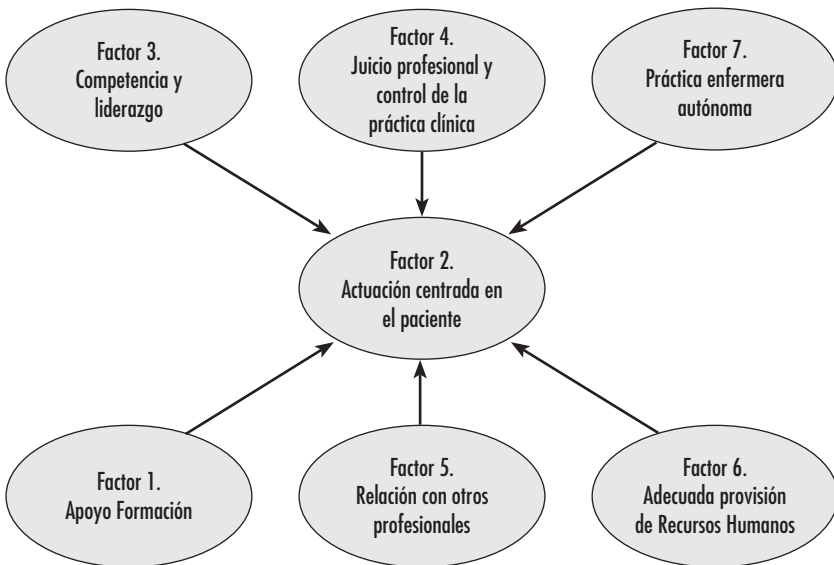 Factor 3.
Competencia y
liderazgo
Factor 4.
Juicio profesional y
control de la
práctica clínica
Factor 7.
Práctica enfermera
autónoma
Factor 2.
Actuación centrada en
el paciente
Factor 1.
Apoyo Formación
Factor 5.
Relación con otros
profesionales
Factor 6.
Adecuada provisión
de Recursos Humanos